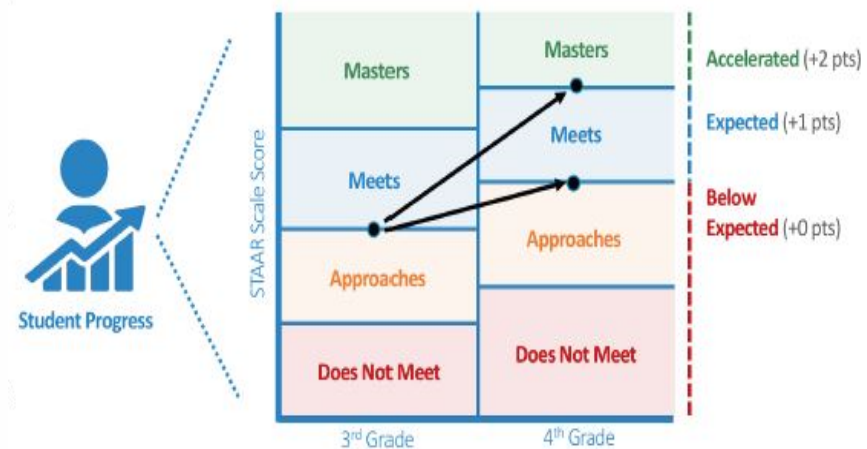 Student Progress
STAAR Scale Score
Masters
Meets
Approaches
Does Not Meet
3rd Grade
Masters
Meets
Approaches
Does Not Meet
4th Grade
Accelerated (+2 pts)
Expected (+1 pts)
Below
Expected (+0 pts)